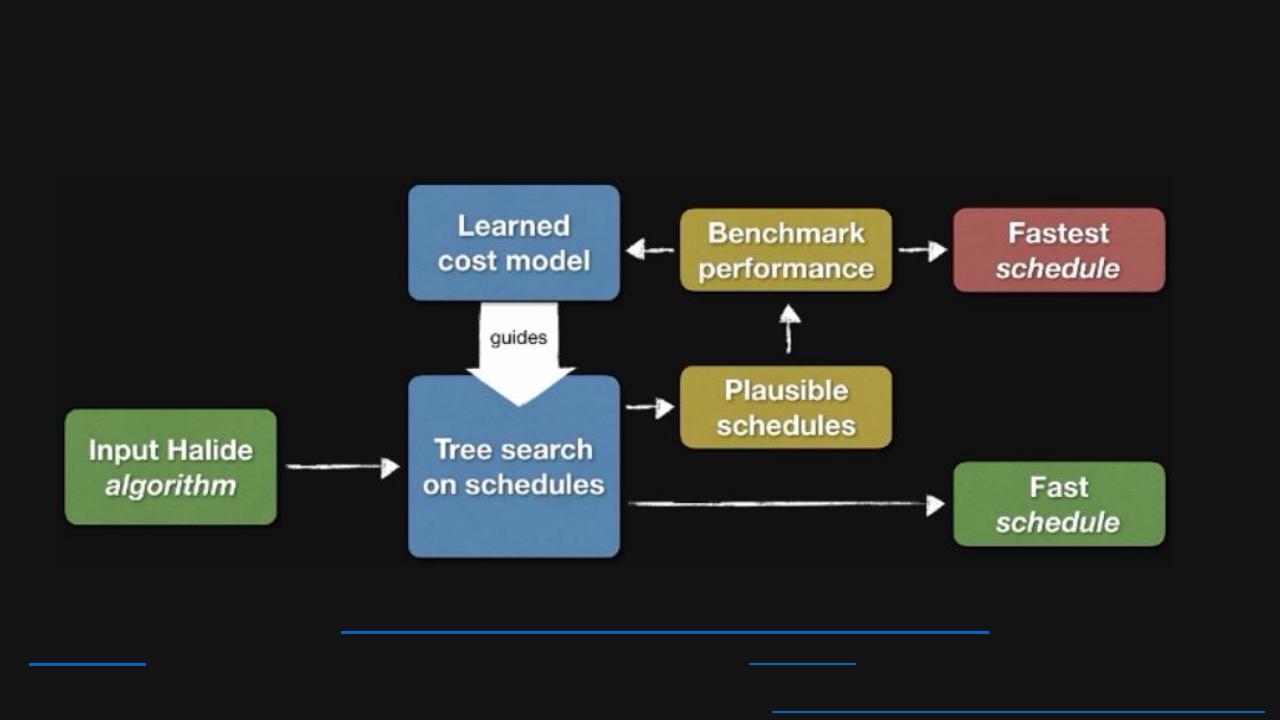 Learned
cost model
Benchmark
performance
Fastest
schedule
guides
Plausible
schedules
Input Halide
algorithm
Tree search
on schedules
Fast
schedule